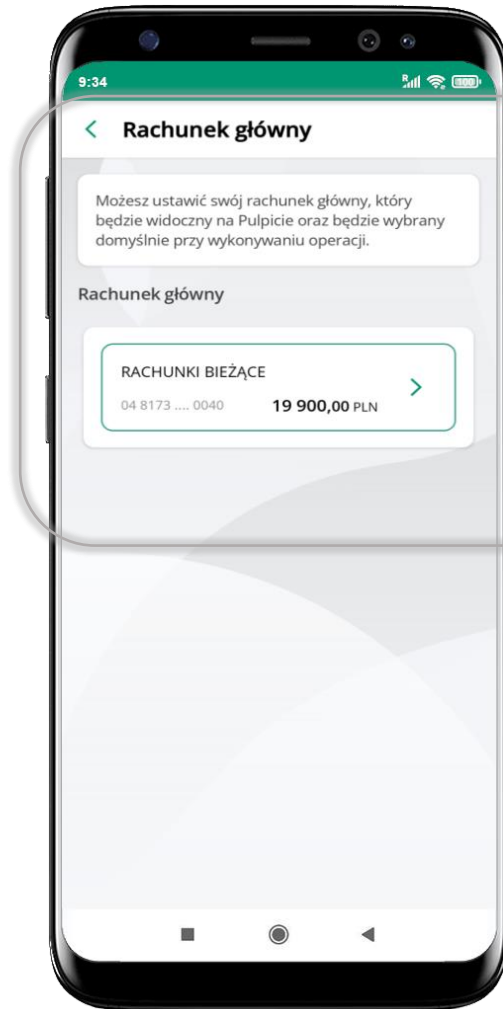 9:34
R
100
Rachunek główny
Możesz ustawić swój rachunek główny, który
będzie widoczny na Pulpicie oraz będzie wybrany
domyślnie przy wykonywaniu operacji.
Rachunek główny
RACHUNKI BIEŻĄCE
04 8173 .... 0040 19 900,00 PLN